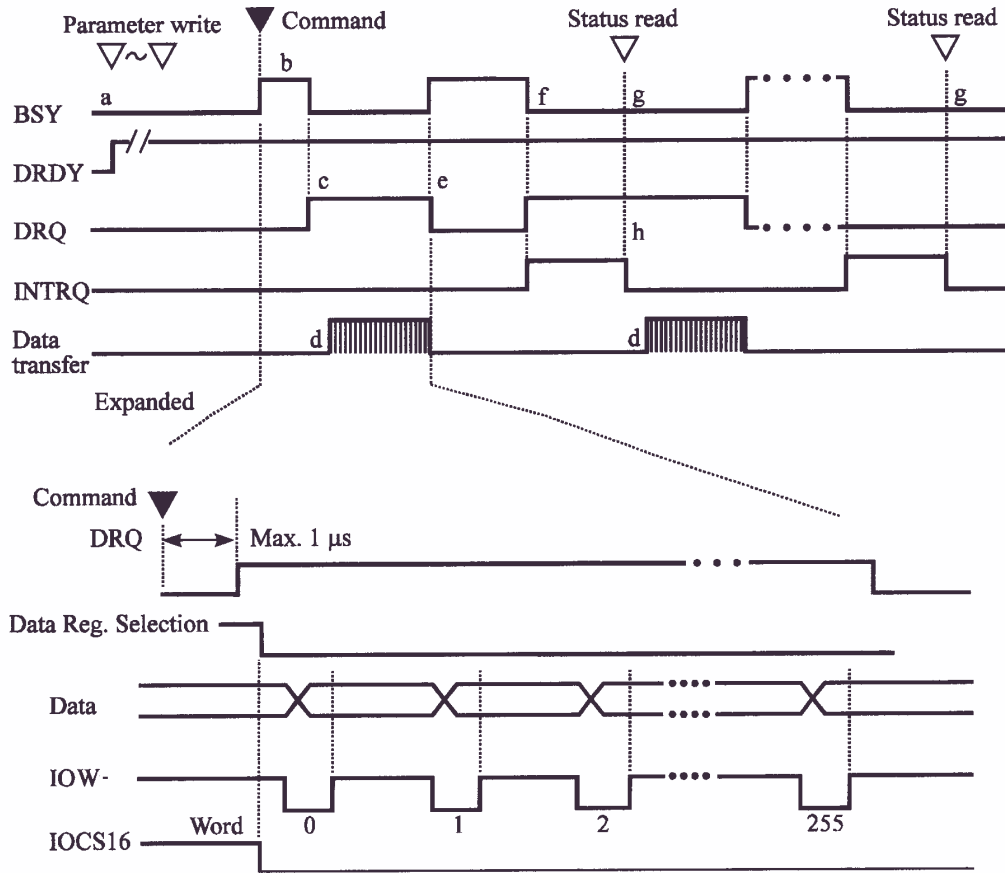 Parameter write
Command
Status read
Status read
a
b
f
g
g
BSY
DRDY
c
e
DRQ
h
INTRQ
d
d
Data
transfer
Expanded
Command
DRQ
Max. 1 μs
Data Reg. Selection
Data
IOW-
Word
0
1
2
255
IOCS16